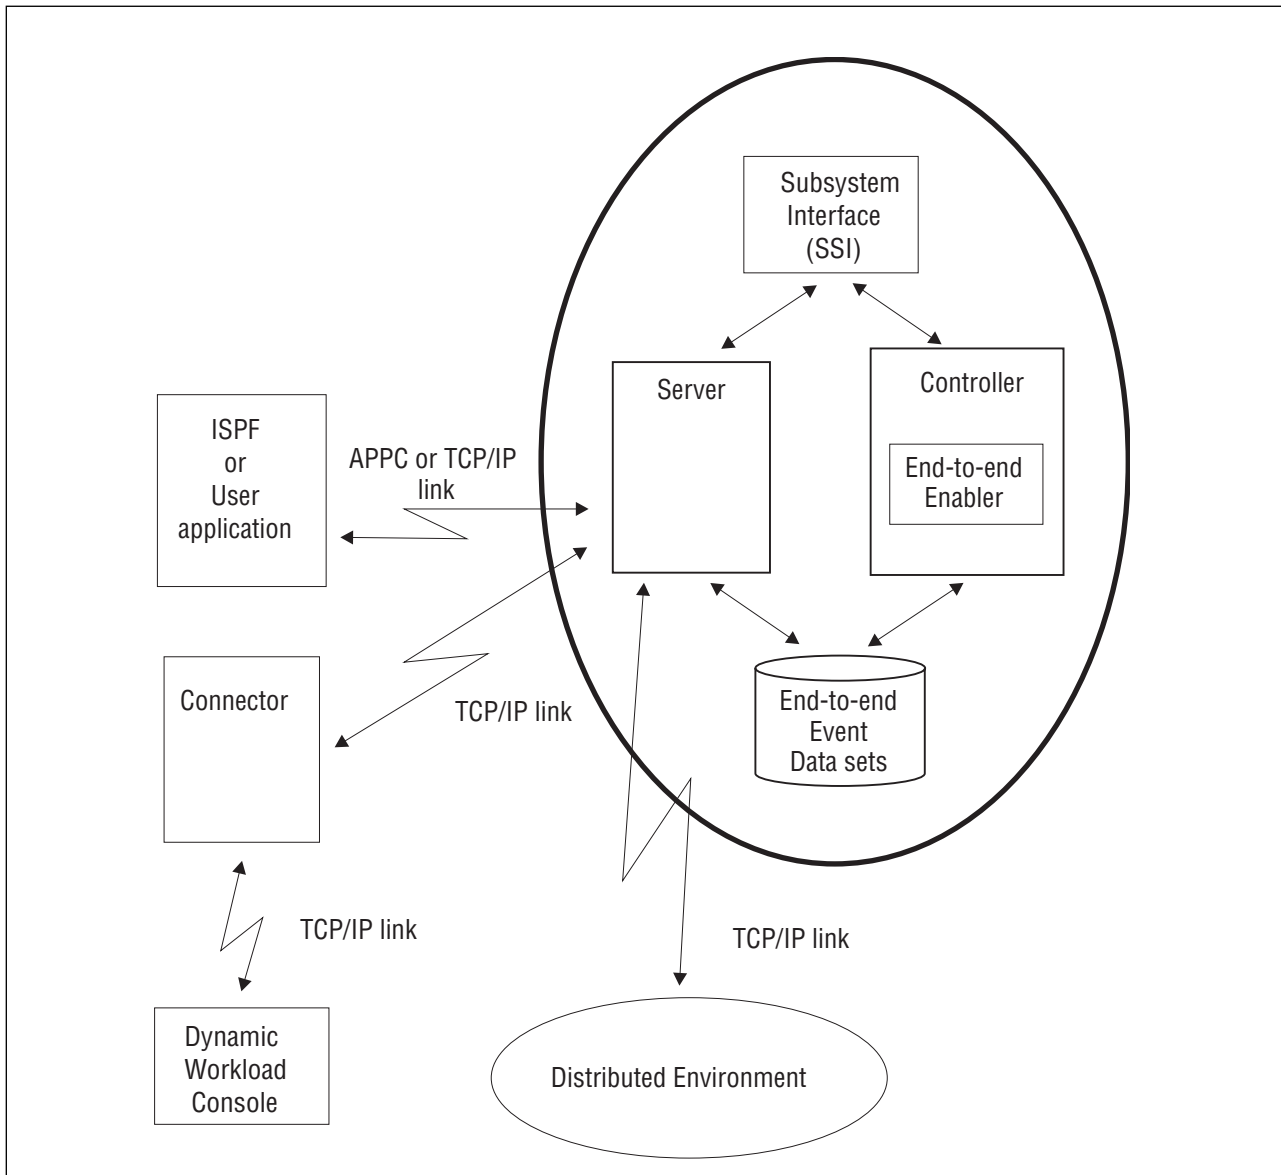 Subsystem
Interface
(SSI)
Server
Controller
End-to-end
Enabler
ISPF
or
User
application
APPC or TCP/IP
link
Connector
TCP/IP link
End-to-end
Event
Data sets
TCP/IP link
TCP/IP link
Dynamic
Workload
Console
Distributed Environment